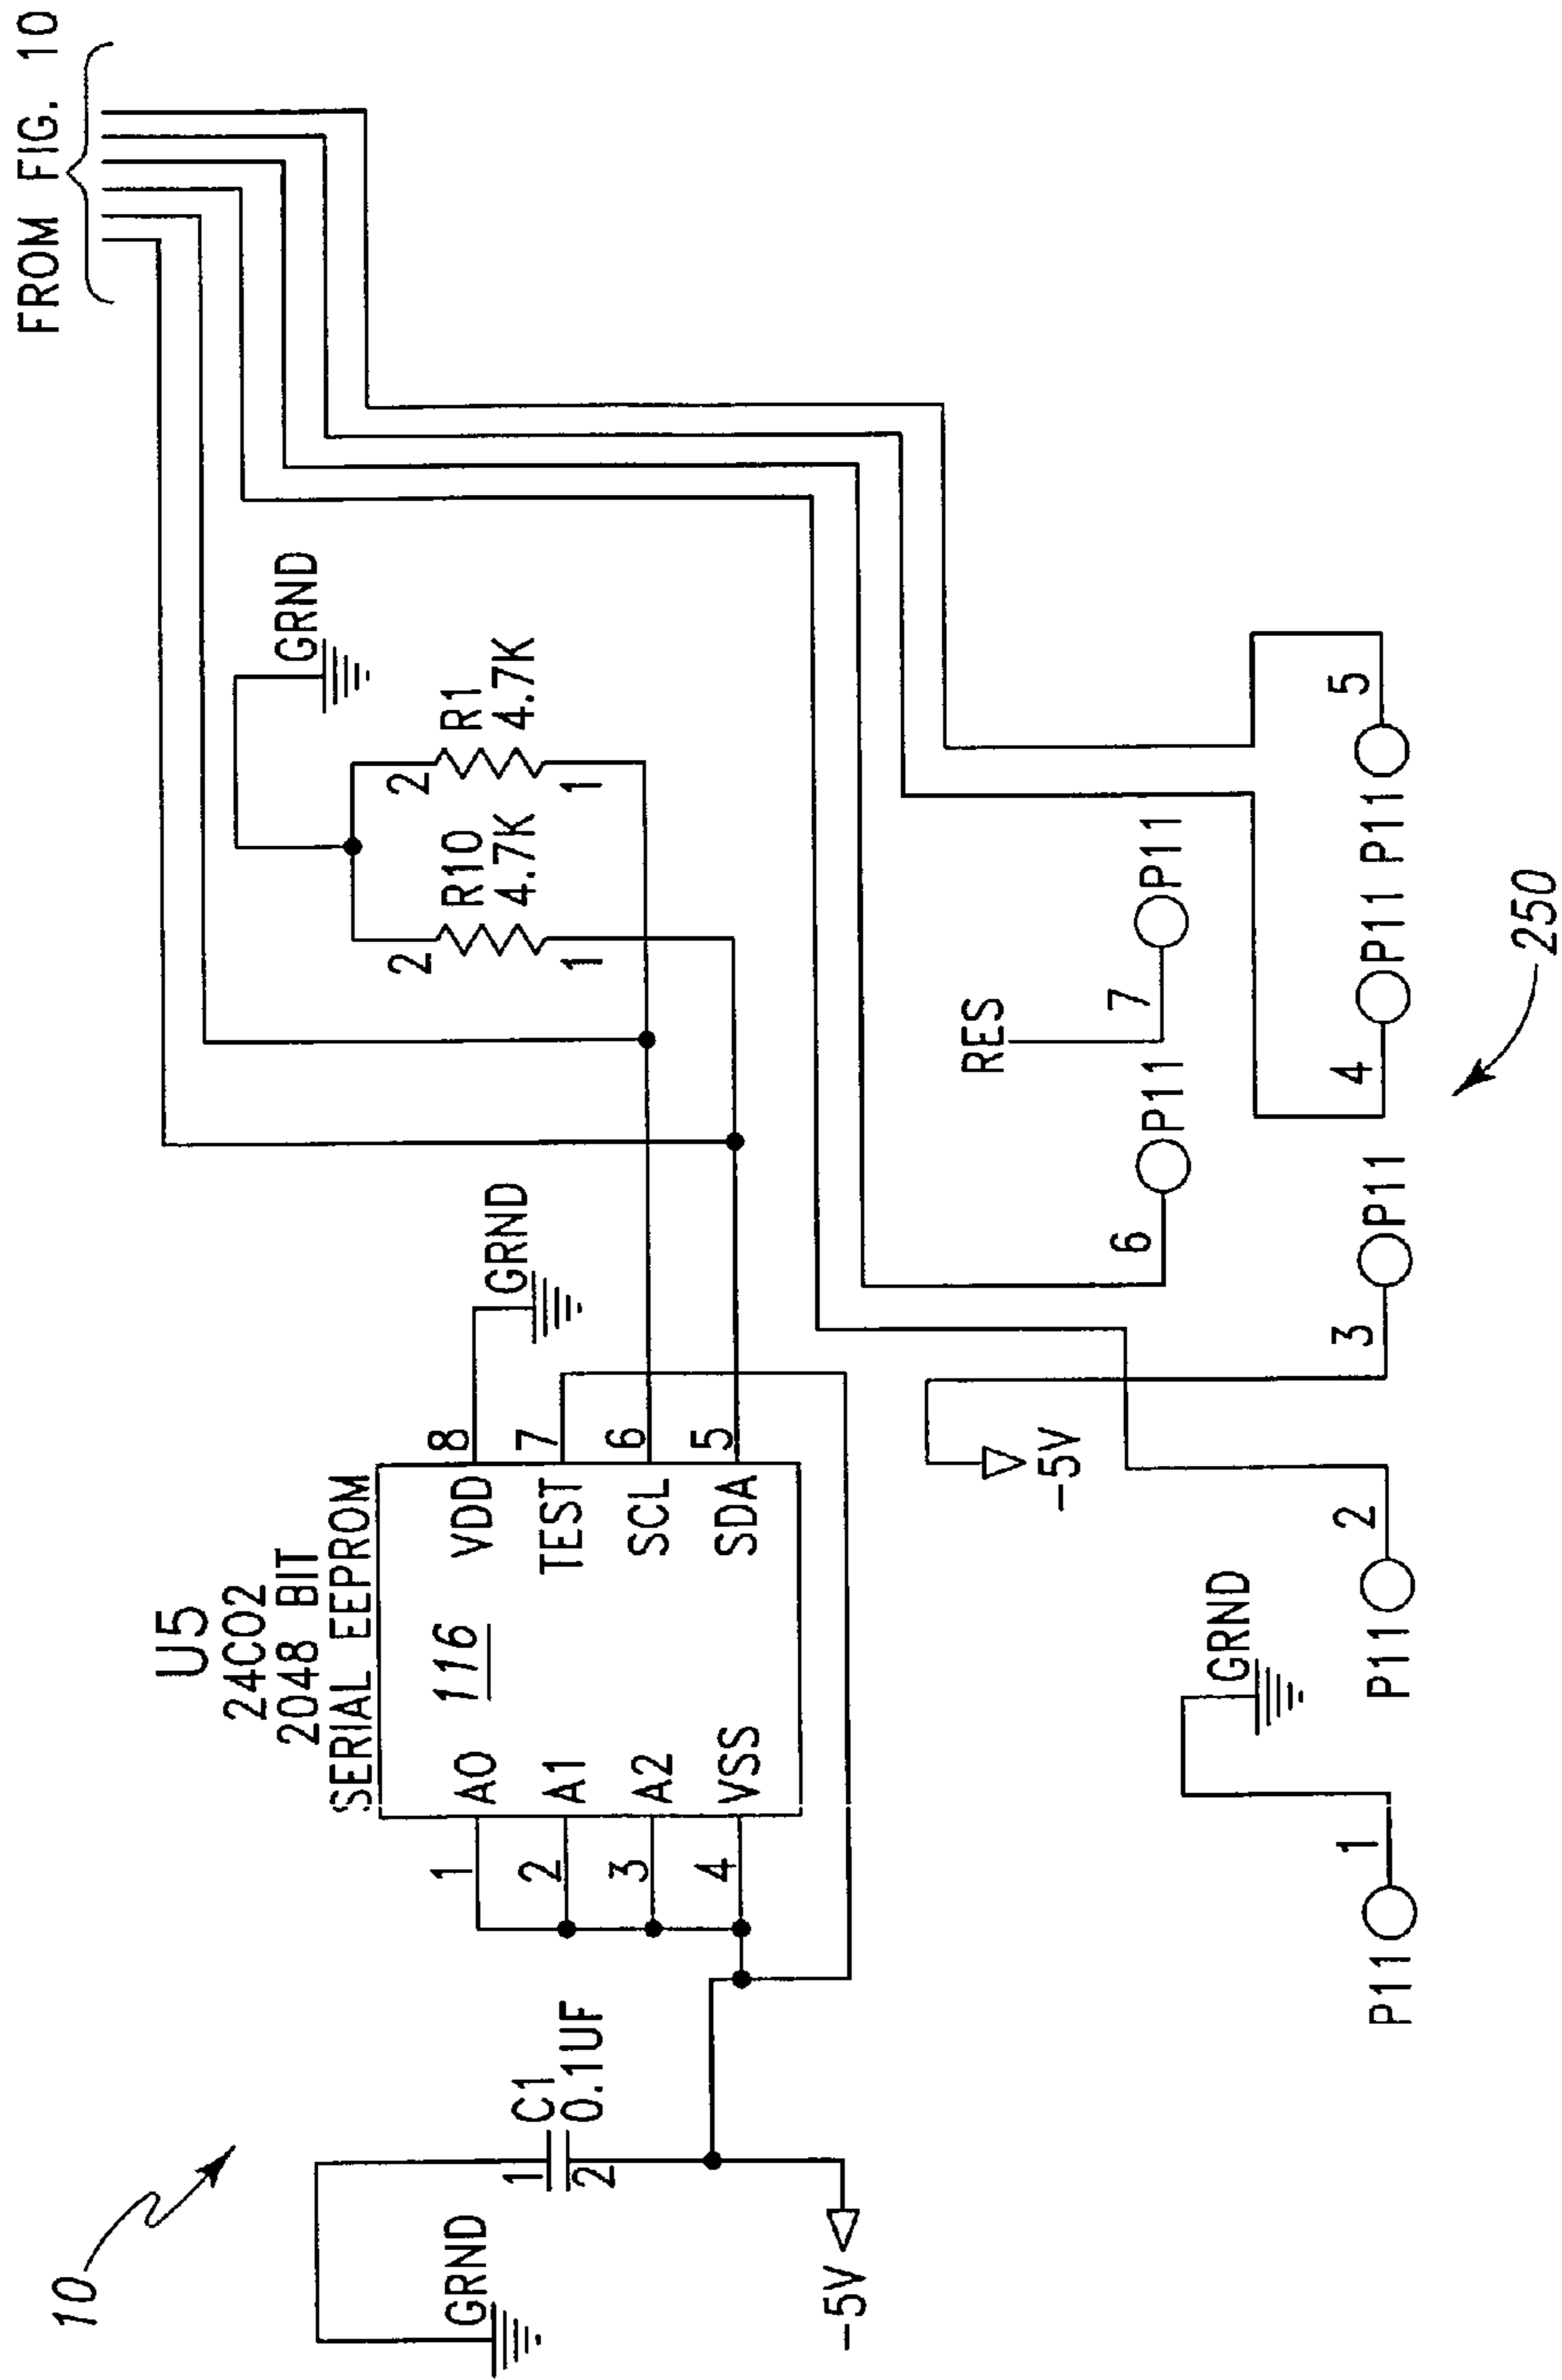 FROM FIG. 10
10
U5
24C02
2048 BIT
SERIAL EEPROM
116
A0
A1
A2
VSS
VDD
TEST
SCL
SDA
1
2
3
4
8
7
6
5
GRND
C1
0.1UF
1
2
-5V
GRND
GRND
R10
4.7K
2
1
R1
4.7K
2
1
RES
6
P11
7
P11
GRND
-5V
P11
1
P11
2
3
P11
4
P11
P11
5
250